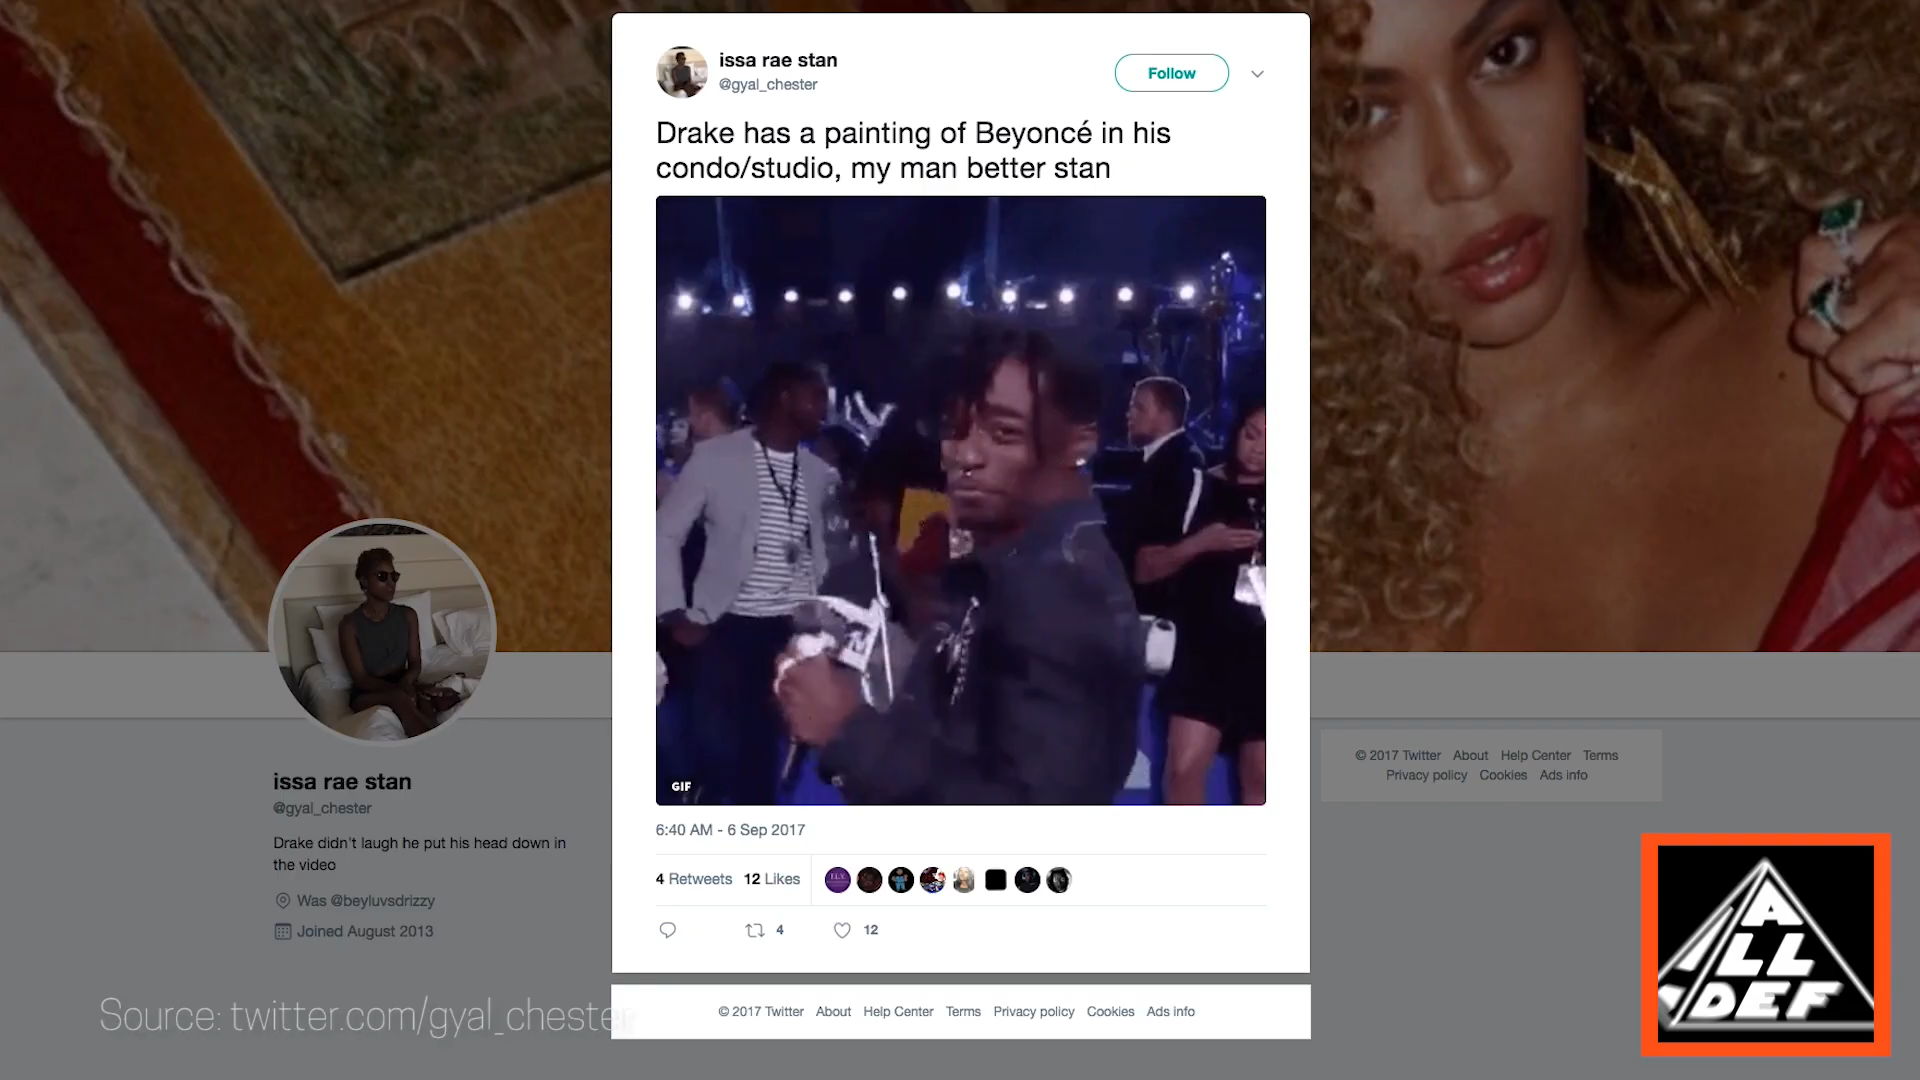 issa rae stan
@gyal_chester
Follow
Drake has a painting of Beyoncé in his
condo/studio, my man better stan
GIF
6:40 AM - 6 Sep 2017
4 Retweets 12 Likes
4 12
© 2017 Twitter About Help Center Terms Privacy policy Cookies Ads info
issa rae stan
@gyal_chester
Drake didn't laugh he put his head down in
the video
Was @beyluvsdrizzy
Joined August 2013
© 2017 Twitter About Help Center Terms
Privacy policy Cookies Ads info
Source: twitter.com/gyal_chester
A
LL
DEF